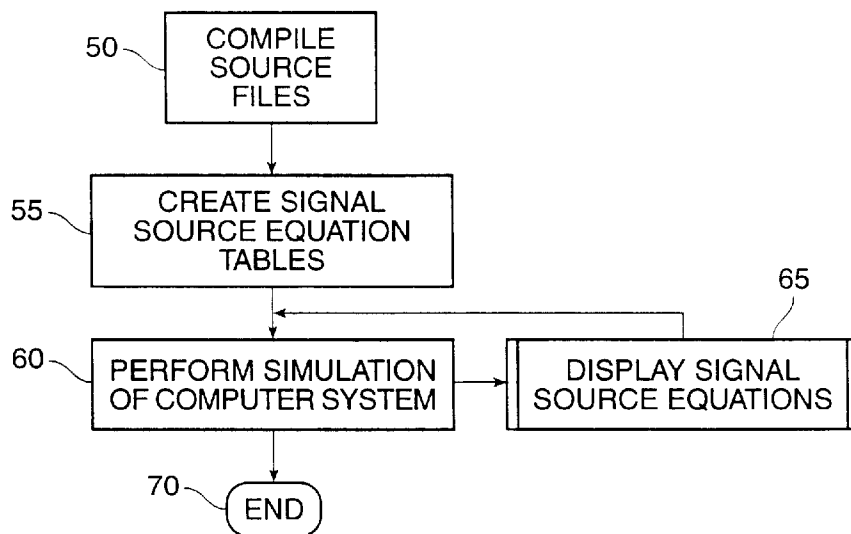 50
COMPILE
SOURCE
FILES
55
CREATE SIGNAL
SOURCE EQUATION
TABLES
65
60
PERFORM SIMULATION
OF COMPUTER SYSTEM
DISPLAY SIGNAL
SOURCE EQUATIONS
70
END